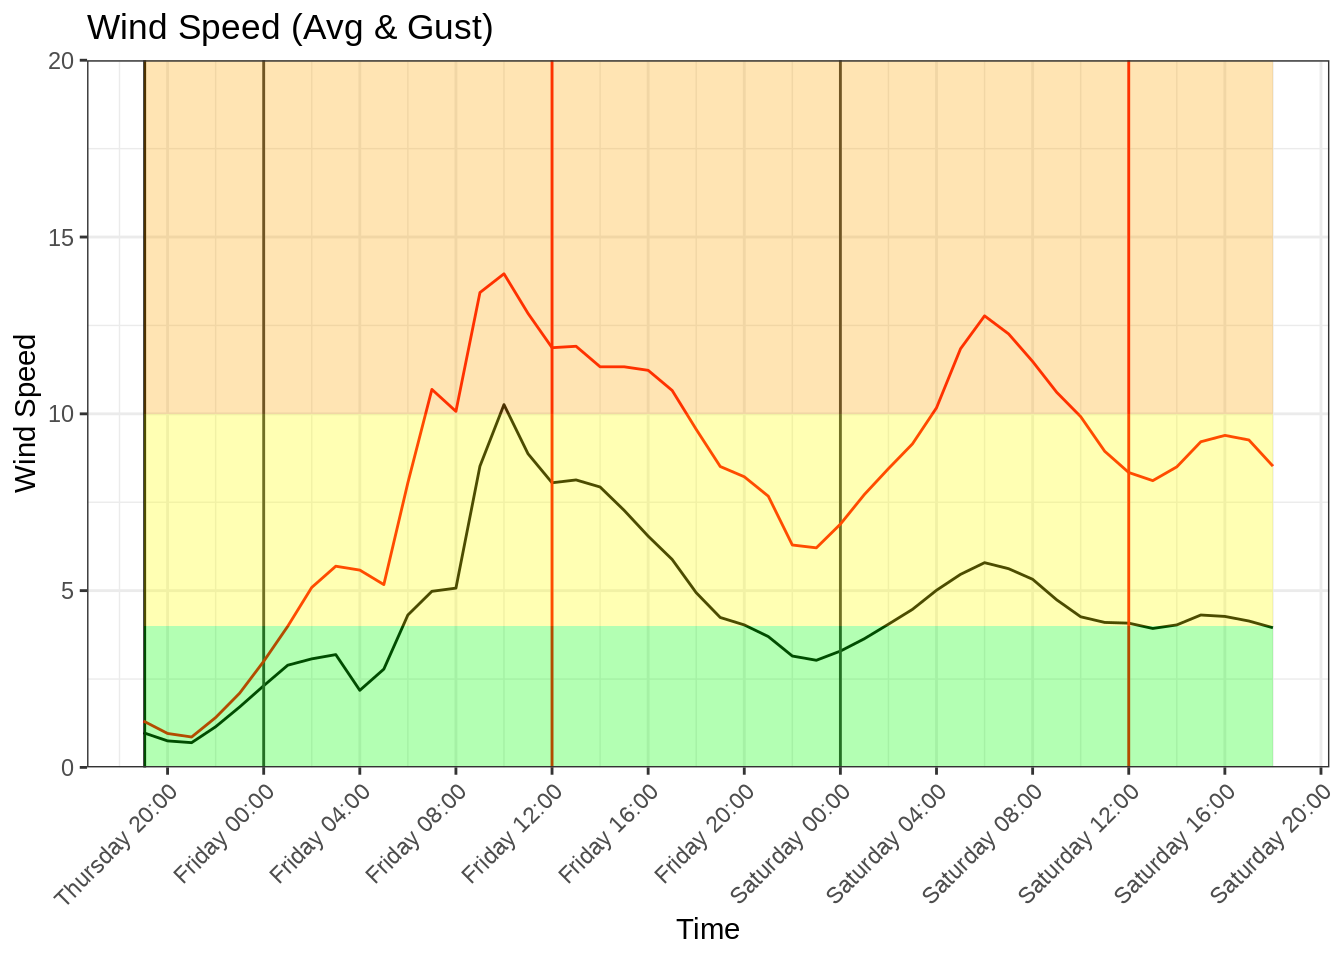 Wind Speed (Avg & Gust)
20
15
10
5
0
Wind Speed
Thursday 20:00
Friday 00:00
Friday 04:00
Friday 08:00
Friday 12:00
Friday 16:00
Friday 20:00
Saturday 00:00
Saturday 04:00
Saturday 08:00
Saturday 12:00
Saturday 16:00
Saturday 20:00
Time